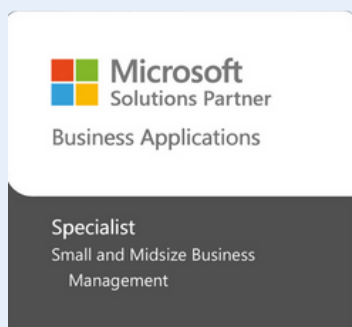 Microsoft
Solutions Partner
Business Applications
Specialist
Small and Midsize Business
Management